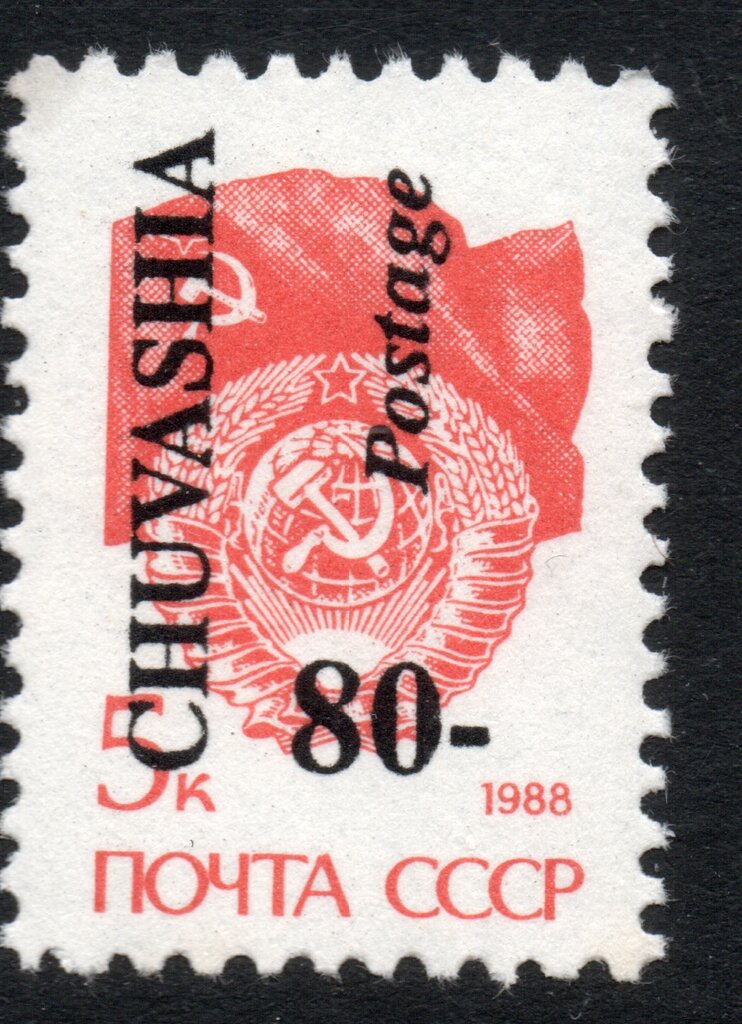 CHUVASHIA
Postage
80-
5к
1988
ПОЧТА СССР